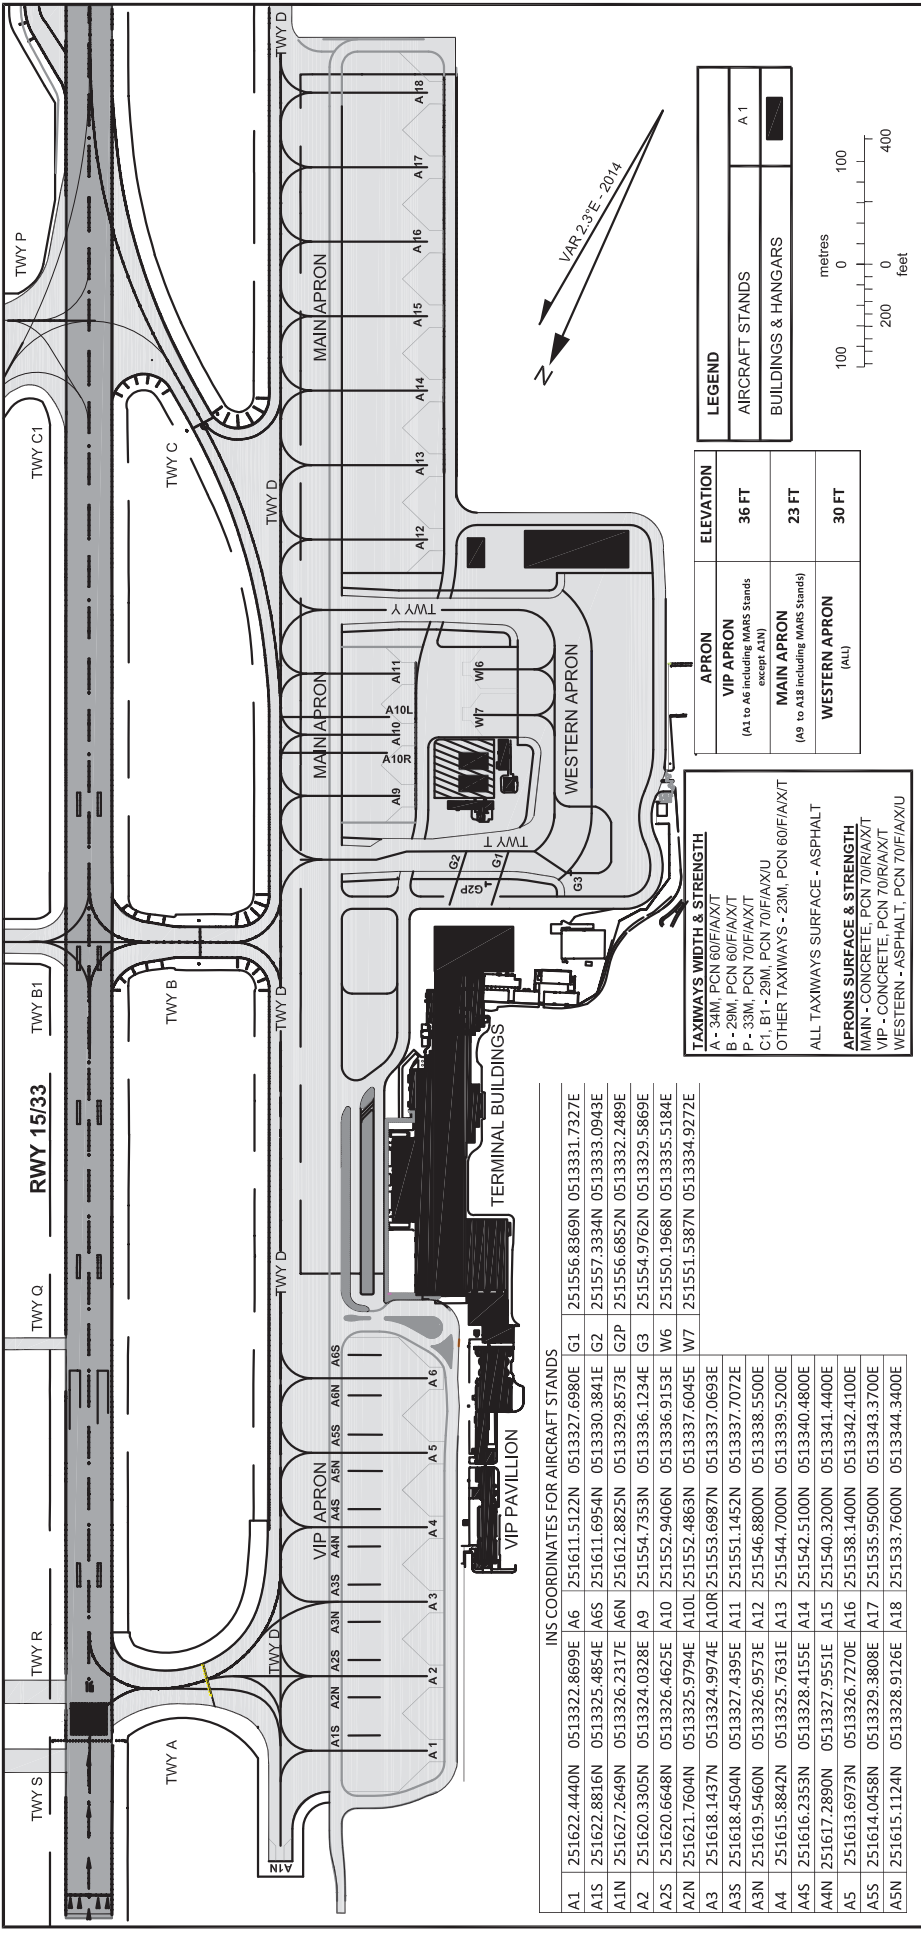 RWY 15/33
TWY S
TWY R
TWY Q
TWY B1
TWY C1
TWY P
TWY A
TWY B
TWY C
TWY D
TWY D
TWY D
TWY D
TWY D
A1N
VIP APRON
MAIN APRON
MAIN APRON
A1S
A2N
A2S
A3N
A3S
A4N
A4S
A5N
A5S
A6N
A6S
A1
A2
A3
A4
A5
A6
A9
A10R
A10
A10L
A11
A12
A13
A14
A15
A16
A17
A18
TWY T
TWY Y
G2
G1
G2P
G3
W7
W6
WESTERN APRON
TERMINAL BUILDINGS
VIP PAVILLION
VAR 2.3°E - 2014
N
INS COORDINATES FOR AIRCRAFT STANDS
A1 251622.4440N 0513322.8699E A6 251611.5122N 0513327.6980E G1 251556.8369N 0513331.7327E
A1S 251622.8816N 0513325.4854E A6S 251611.6954N 0513330.3841E G2 251557.3334N 0513333.0943E
A1N 251627.2649N 0513326.2317E A6N 251612.8825N 0513329.8573E G2P 251556.6852N 0513332.2489E
A2 251620.3305N 0513324.0328E A9 251554.7353N 0513336.1234E G3 251554.9762N 0513329.5869E
A2S 251620.6648N 0513326.4625E A10 251552.9406N 0513336.9153E W6 251550.1968N 0513335.5184E
A2N 251621.7604N 0513325.9794E A10L 251552.4863N 0513337.6045E W7 251551.5387N 0513334.9272E
A3 251618.1437N 0513324.9974E A10R 251553.6987N 0513337.0693E
A3S 251618.4504N 0513327.4395E A11 251551.1452N 0513337.7072E
A3N 251619.5460N 0513326.9573E A12 251546.8800N 0513338.5500E
A4 251615.8842N 0513325.7631E A13 251544.7000N 0513339.5200E
A4S 251616.2353N 0513328.4155E A14 251542.5100N 0513340.4800E
A4N 251617.2890N 0513327.9551E A15 251540.3200N 0513341.4400E
A5 251613.6973N 0513326.7270E A16 251538.1400N 0513342.4100E
A5S 251614.0458N 0513329.3808E A17 251535.9500N 0513343.3700E
A5N 251615.1124N 0513328.9126E A18 251533.7600N 0513344.3400E
TAXIWAYS WIDTH & STRENGTH
A - 34M, PCN 60/F/A/X/T
B - 29M, PCN 60/F/A/X/T
P - 33M, PCN 70/F/A/X/T
C1, B1 - 29M, PCN 70/F/A/X/U
OTHER TAXIWAYS - 23M, PCN 60/F/A/X/T
ALL TAXIWAYS SURFACE - ASPHALT
APRONS SURFACE & STRENGTH
MAIN - CONCRETE, PCN 70/R/A/X/T
VIP - CONCRETE, PCN 70/R/A/X/T
WESTERN - ASPHALT, PCN 70/F/A/X/U
APRON ELEVATION
VIP APRON 36 FT
(A1 to A6 including MARS Stands
except A1N)
MAIN APRON 23 FT
(A9 to A18 including MARS Stands)
WESTERN APRON 30 FT
(ALL)
LEGEND
AIRCRAFT STANDS A 1
BUILDINGS & HANGARS
metres
100 0 100
200 0 400
feet